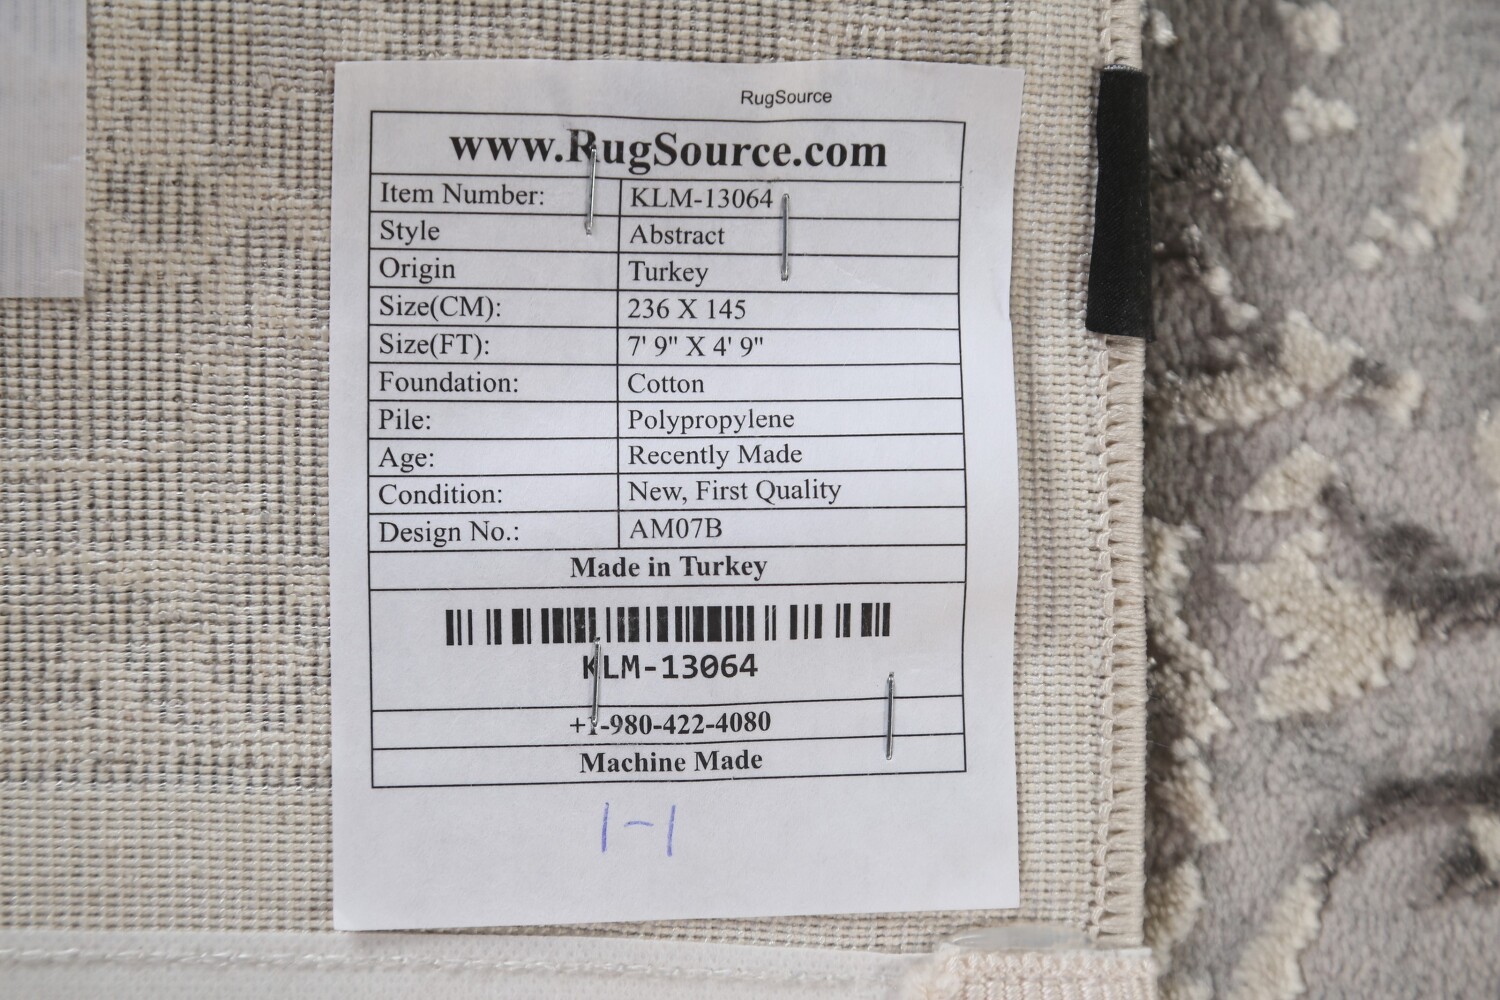 RugSource
www.RugSource.com
Item Number: KLM-13064
Style Abstract
Origin Turkey
Size(CM): 236 X 145
Size(FT): 7' 9" X 4' 9"
Foundation: Cotton
Pile: Polypropylene
Age: Recently Made
Condition: New, First Quality
Design No.: AM07B
Made in Turkey
KLM-13064
+1-980-422-4080
Machine Made
1-1